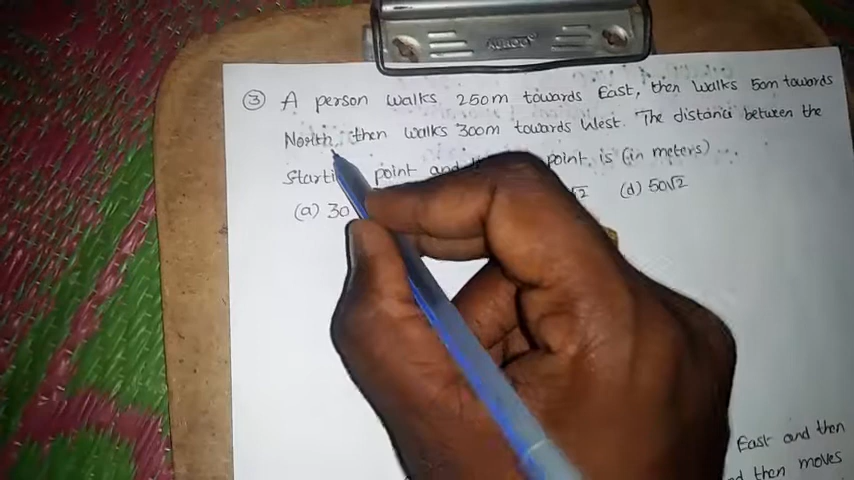 ③ A person walks 250m towards East, then walks 50m towards
North, then walks 300m towards West. The distance between the
point and point is (in meters)
(a) 30 √2 (d) 50√2
East and then
then moves